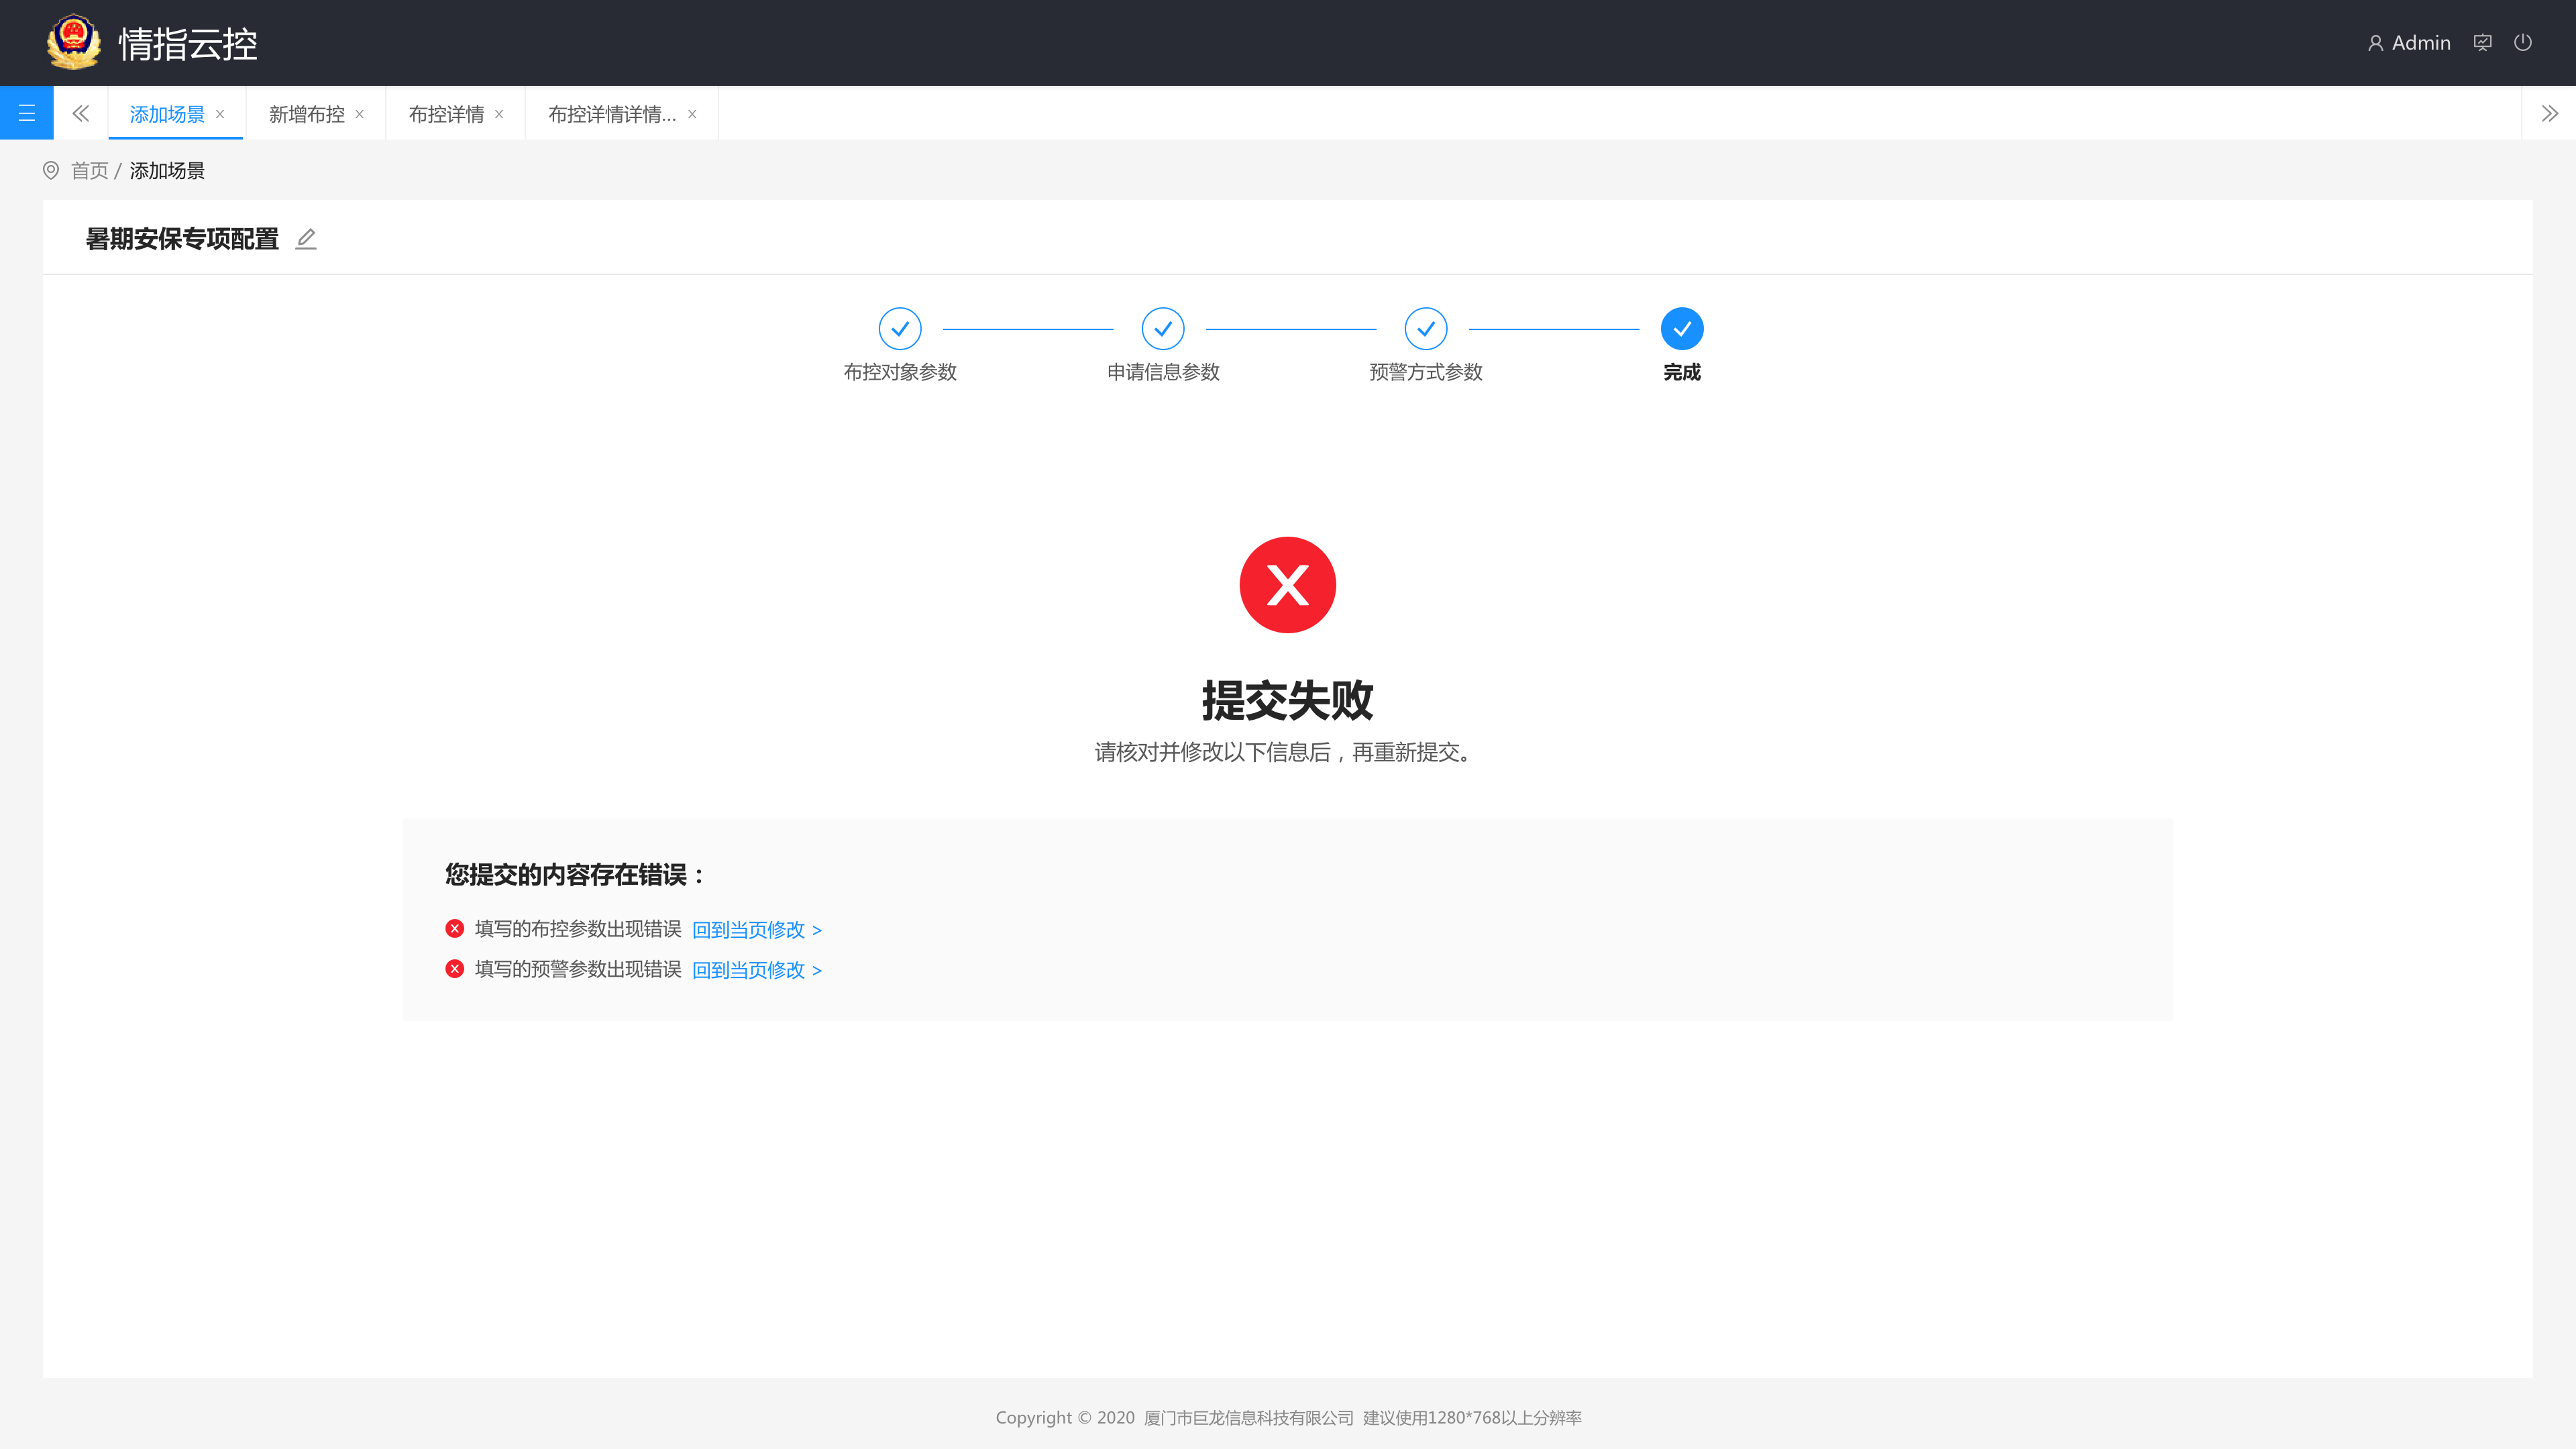 情指云控
Admin
添加场景 × 新增布控 × 布控详情 × 布控详情详情... ×
首页 / 添加场景
暑期安保专项配置
布控对象参数 申请信息参数 预警方式参数 完成
提交失败
请核对并修改以下信息后，再重新提交。
您提交的内容存在错误：
填写的布控参数出现错误 回到当页修改 >
填写的预警参数出现错误 回到当页修改 >
Copyright © 2020 厦门市巨龙信息科技有限公司 建议使用1280*768以上分辨率